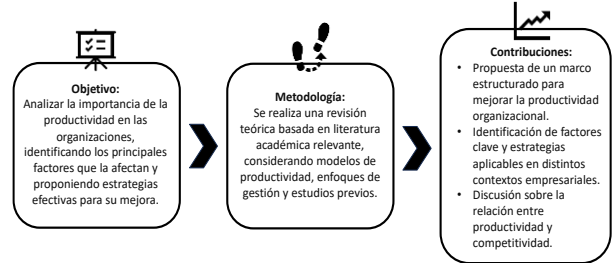 Objetivo:
Analizar la importancia de la
productividad en las
organizaciones,
identificando los principales
factores que la afectan y
proponiendo estrategias
efectivas para su mejora.
Metodología:
Se realiza una revisión
teórica basada en literatura
académica relevante,
considerando modelos de
productividad, enfoques de
gestión y estudios previos.
Contribuciones:
• Propuesta de un marco
estructurado para
mejorar la productividad
organizacional.
• Identificación de factores
clave y estrategias
aplicables en distintos
contextos empresariales.
• Discusión sobre la
relación entre
productividad y
competitividad.